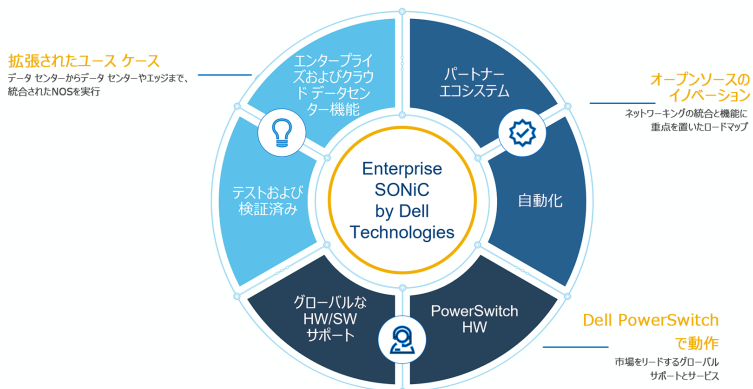 拡張されたユース ケース
データ センターからデータ センターやエッジまで、
統合されたNOSを実行
エンタープライ
ズおよびクラウ
ド データセン
ター機能
パートナー
エコシステム
オープンソースの
イノベーション
ネットワーキングの統合と機能に
重点を置いたロードマップ
テストおよび
検証済み
Enterprise
SONiC
by Dell
Technologies
自動化
グローバルな
HW/SW
サポート
PowerSwitch
HW
Dell PowerSwitch
で動作
市場をリードするグローバル
サポートとサービス